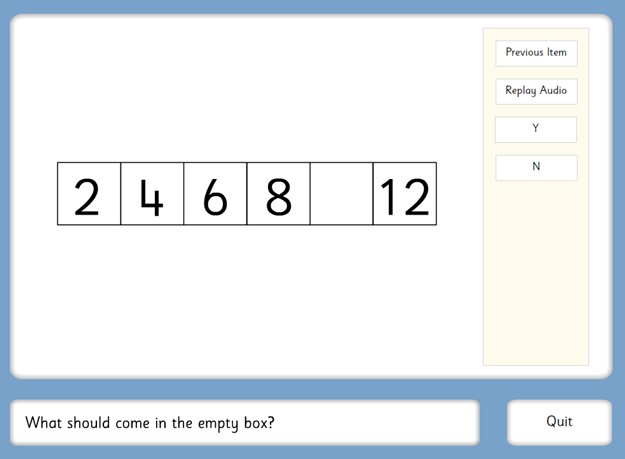 2 4 6 8 12
Previous Item
Replay Audio
Y
N
What should come in the empty box?
Quit